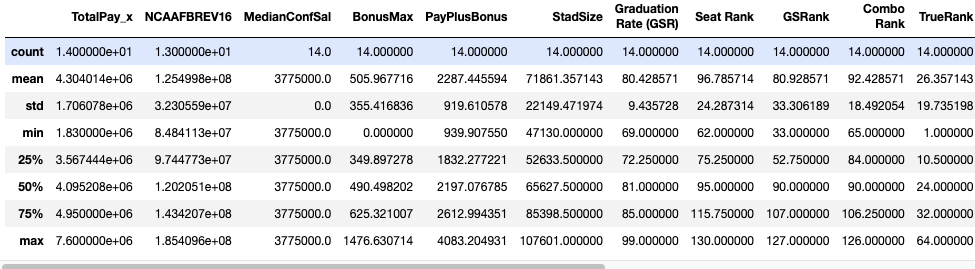 TotalPay_x NCAAFBREV16 MedianConfSal BonusMax PayPlusBonus StadSize Graduation Rate (GSR) Seat Rank GSRank Combo Rank TrueRank
count 1.400000e+01 1.300000e+01 14.0 14.000000 14.000000 14.000000 14.000000 14.000000 14.000000 14.000000 14.000000
mean 4.304014e+06 1.254998e+08 3775000.0 505.967716 2287.445594 71861.357143 80.428571 96.785714 80.928571 92.428571 26.357143
std 1.706078e+06 3.230559e+07 0.0 355.416836 919.610578 22149.471974 9.435728 24.287314 33.306189 18.492054 19.735198
min 1.830000e+06 8.484113e+07 3775000.0 0.000000 939.907550 47130.000000 69.000000 62.000000 33.000000 65.000000 1.000000
25% 3.567444e+06 9.744773e+07 3775000.0 349.897278 1832.277221 52633.500000 72.250000 75.250000 52.750000 84.000000 10.500000
50% 4.095208e+06 1.202051e+08 3775000.0 490.498202 2197.076785 65627.500000 81.000000 95.000000 90.000000 90.000000 24.000000
75% 4.950000e+06 1.434207e+08 3775000.0 625.321007 2612.994351 85398.500000 85.000000 115.750000 107.000000 106.250000 32.000000
max 7.600000e+06 1.854096e+08 3775000.0 1476.630714 4083.204931 107601.000000 99.000000 130.000000 127.000000 126.000000 64.000000